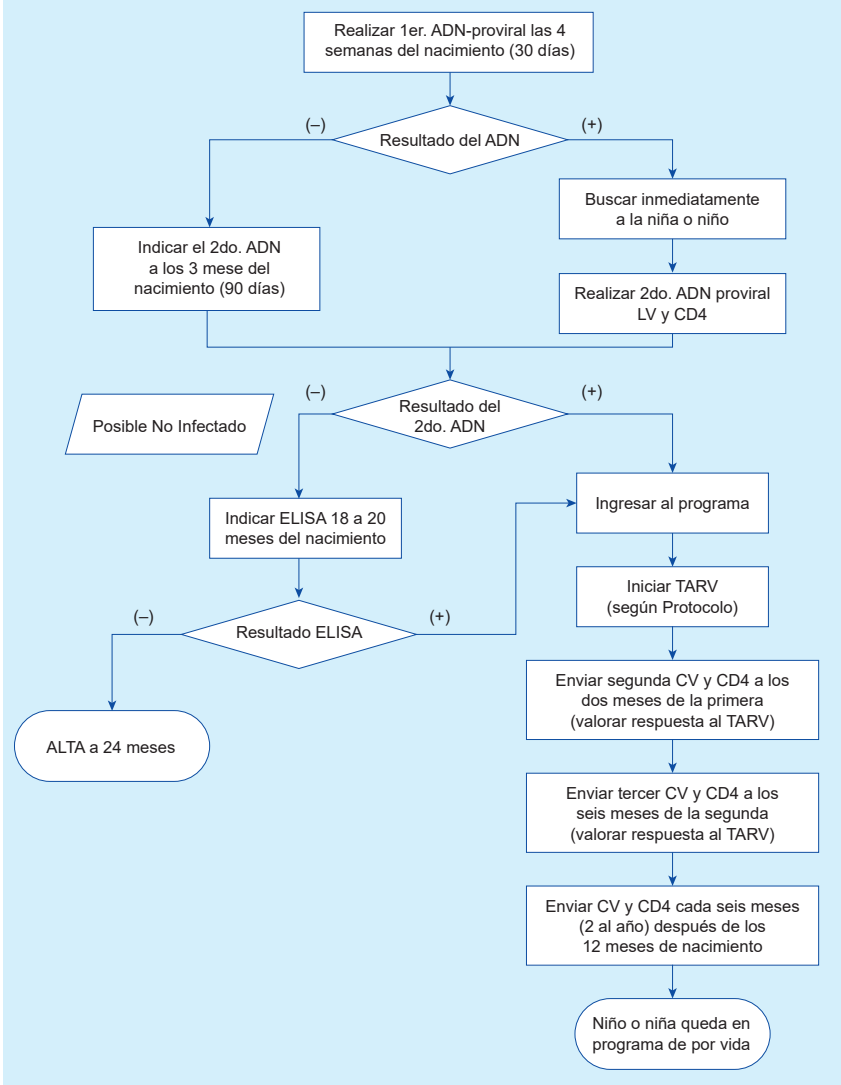 Realizar 1er. ADN-proviral las 4
semanas del nacimiento (30 días)
(–)
Resultado del ADN
(+)
Buscar inmediatamente
a la niña o niño
Indicar el 2do. ADN
a los 3 mese del
nacimiento (90 días)
Realizar 2do. ADN proviral
LV y CD4
(–)
Resultado del
2do. ADN
(+)
Posible No Infectado
Indicar ELISA 18 a 20
meses del nacimiento
Ingresar al programa
(–)
Resultado ELISA
(+)
Iniciar TARV
(según Protocolo)
Enviar segunda CV y CD4 a los
dos meses de la primera
(valorar respuesta al TARV)
ALTA a 24 meses
Enviar tercer CV y CD4 a los
seis meses de la segunda
(valorar respuesta al TARV)
Enviar CV y CD4 cada seis meses
(2 al año) después de los
12 meses de nacimiento
Niño o niña queda en
programa de por vida